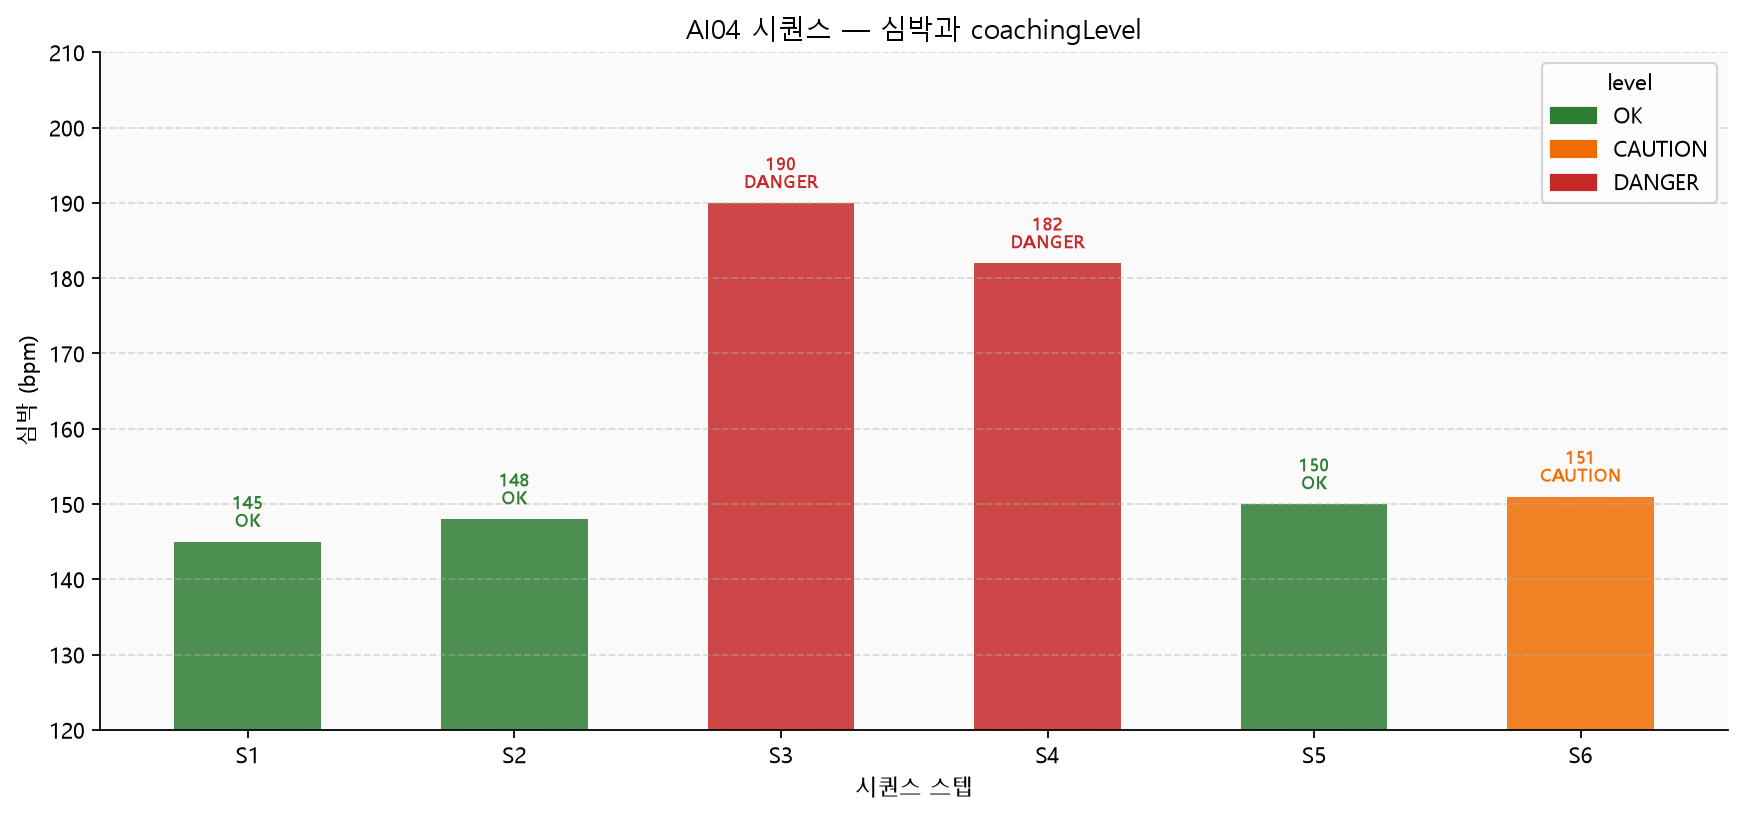 AI04 시퀀스 — 심박과 coachingLevel
심박 (bpm)
210
200
190
180
170
160
150
140
130
120
145
OK
148
OK
190
DANGER
182
DANGER
150
OK
151
CAUTION
level
OK
CAUTION
DANGER
S1 S2 S3 S4 S5 S6
시퀀스 스텝